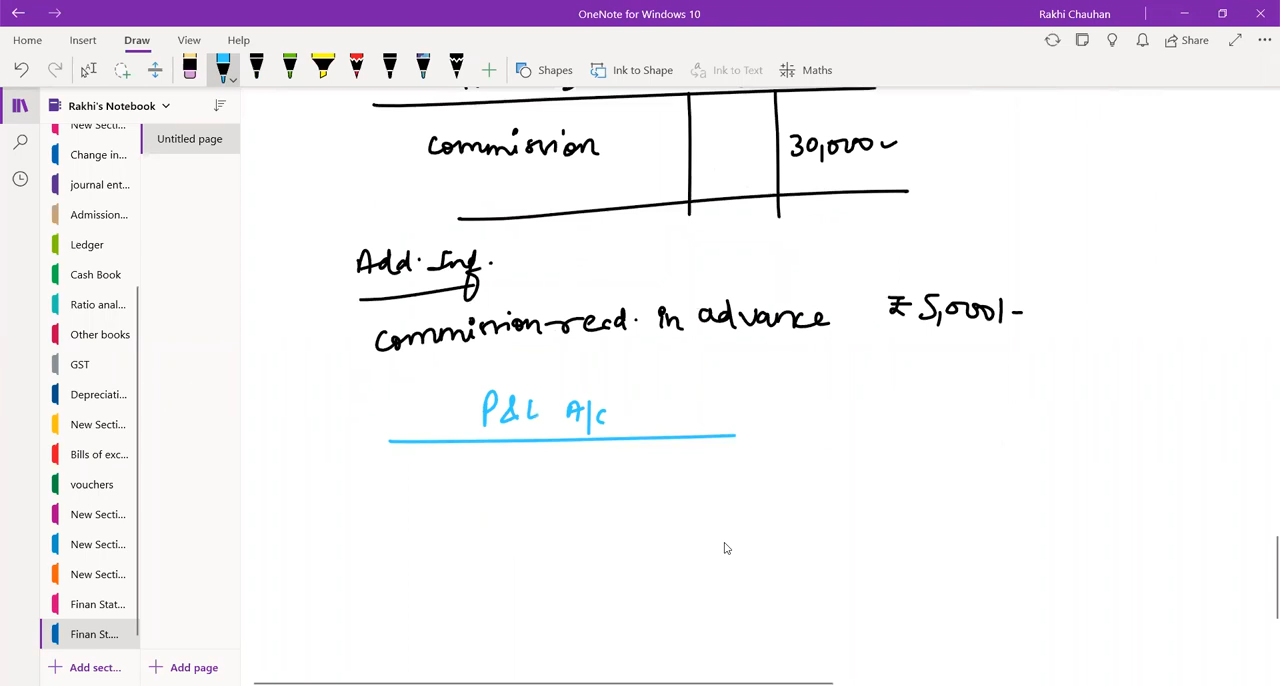 OneNote for Windows 10
Rakhi Chauhan
Home Insert Draw View Help
Share
Shapes Ink to Shape Ink to Text Maths
Rakhi's Notebook
Untitled page
New Secti...
Change in...
journal ent...
Admission...
Ledger
Cash Book
Ratio anal...
Other books
GST
Depreciati...
New Secti...
Bills of exc...
vouchers
New Secti...
New Secti...
New Secti...
Finan Stat...
Finan St....
Add sect...
Add page
commission 30,000
Add. Inf.
commission recd. in advance ₹ 5,000/-
P&L A/C